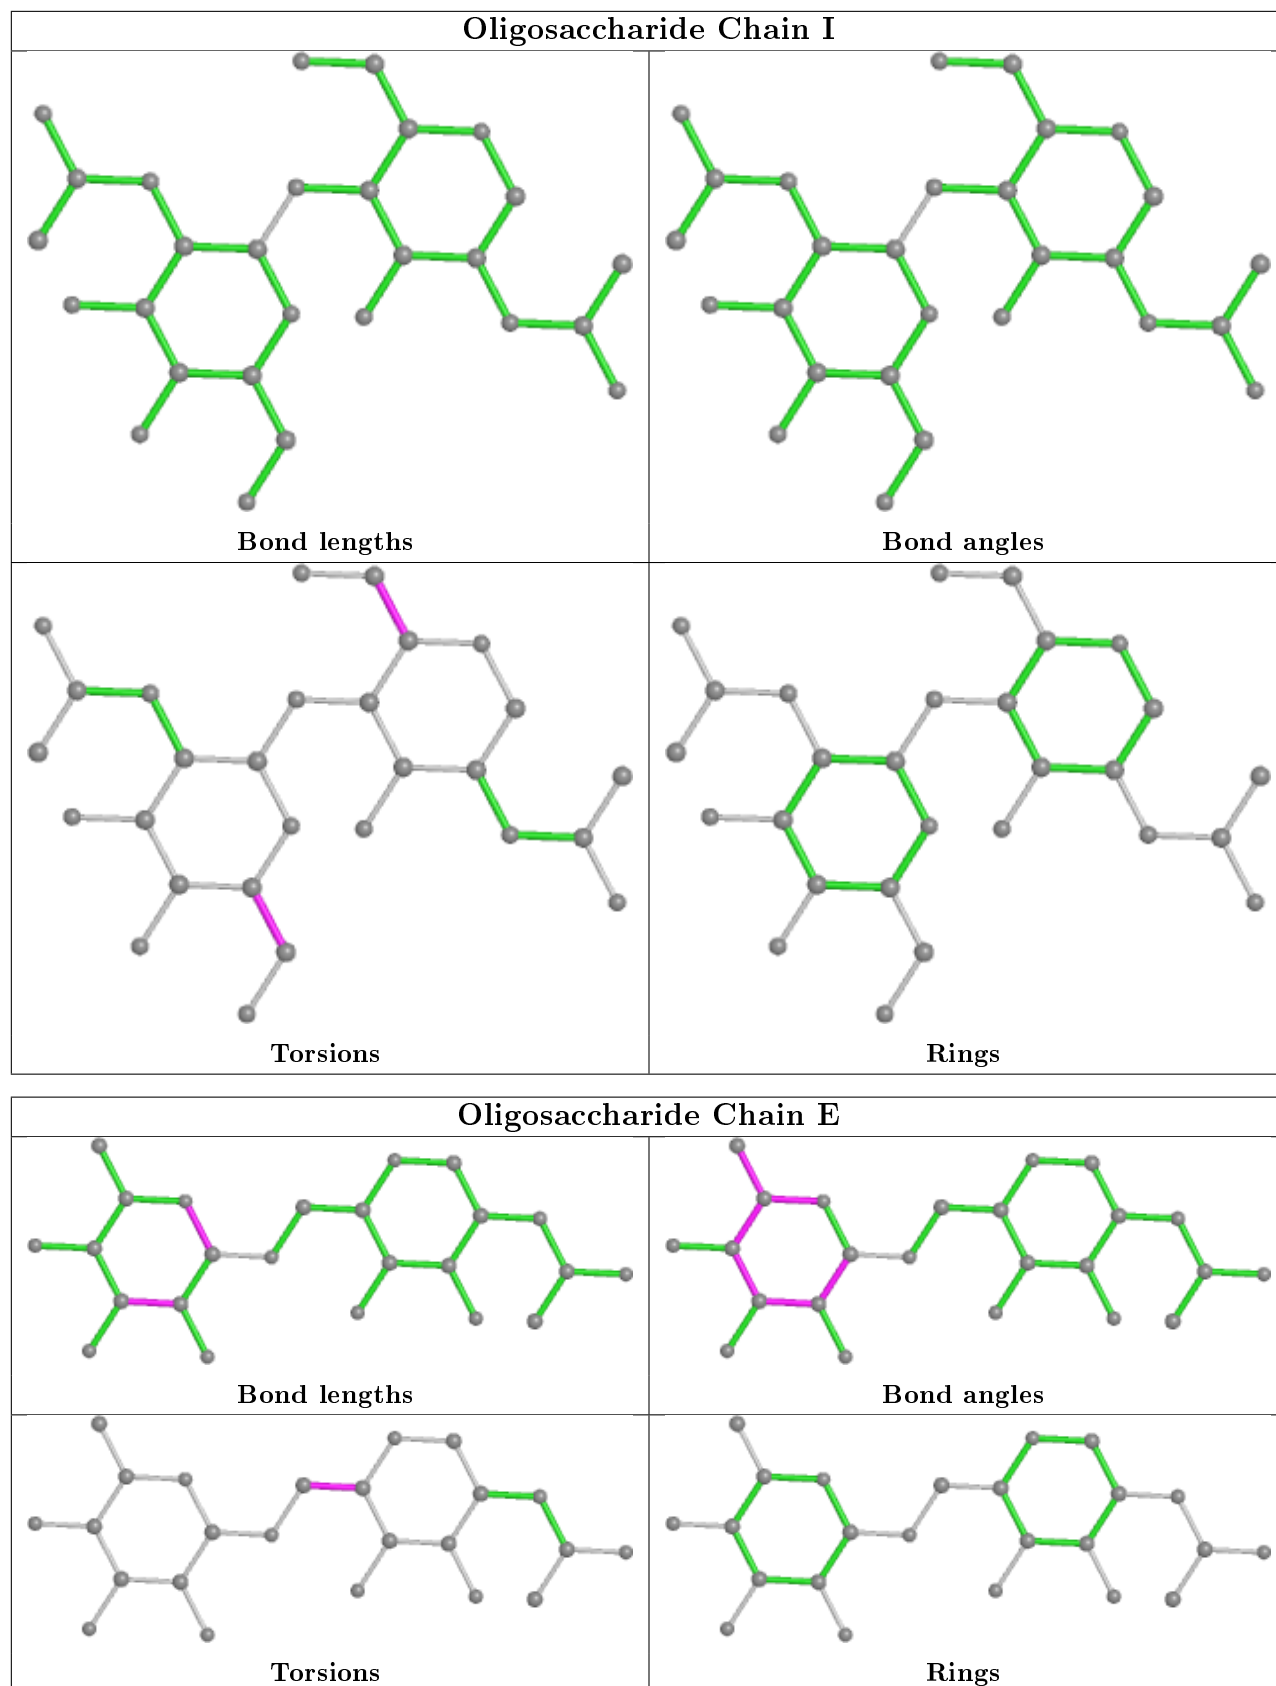 Oligosaccharide Chain I
Bond lengths
Bond angles
Torsions
Rings
Oligosaccharide Chain E
Bond lengths
Bond angles
Torsions
Rings